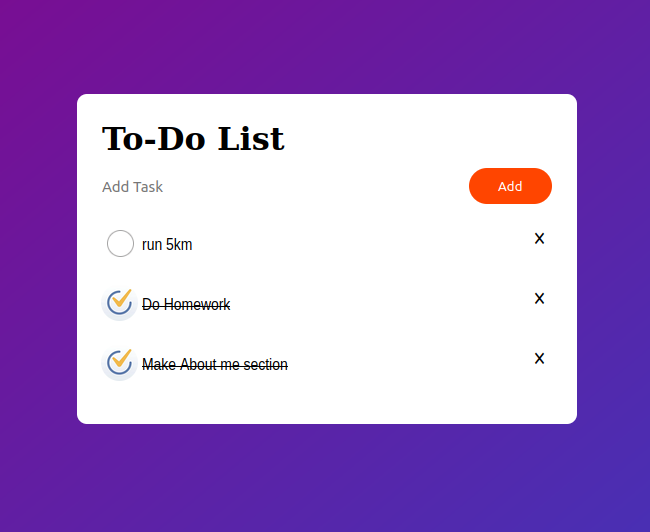 To-Do List
Add Task
Add
run 5km
Do Homework
Make About me section